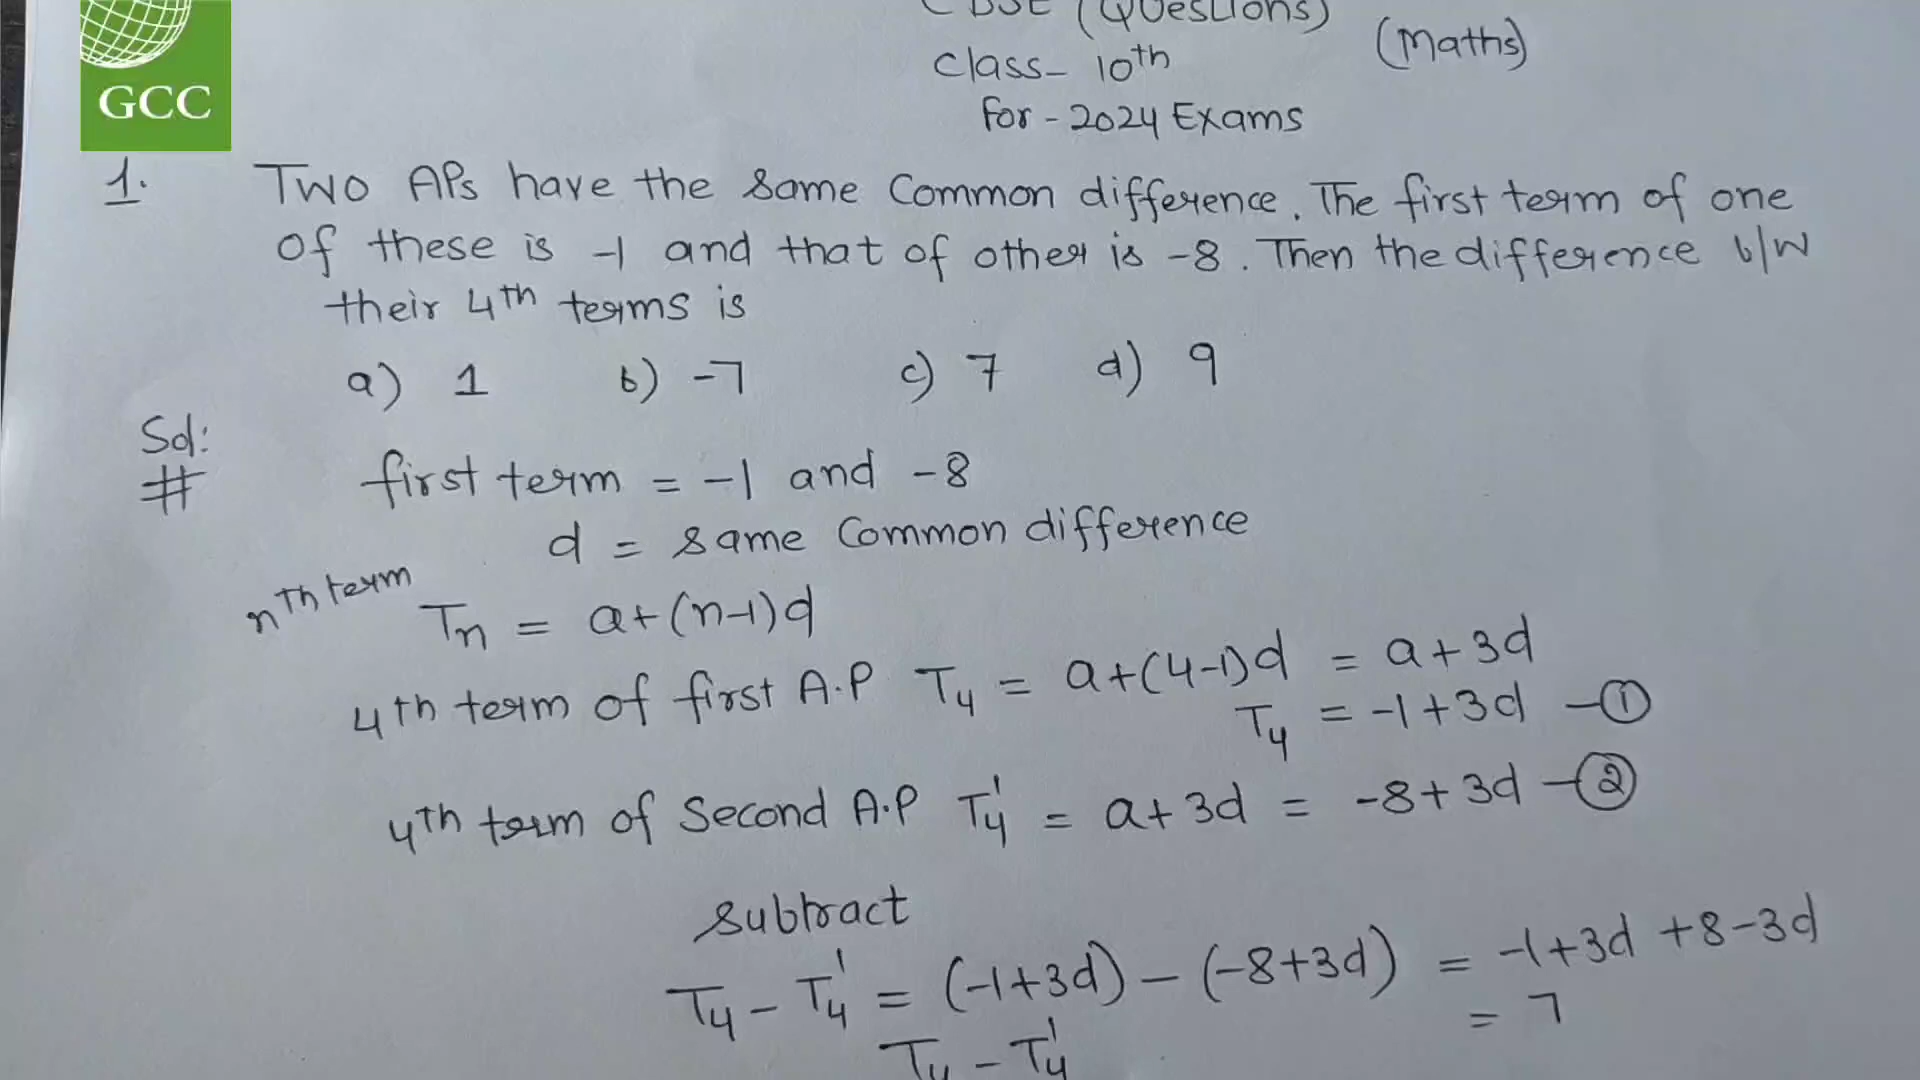 GCC
CBSE (Questions)
(Maths)
Class- 10th
For - 2024 Exams
1. Two APs have the same Common difference. The first term of one
of these is -1 and that of other is -8. Then the difference b/w
their 4th terms is
a) 1 b) -7 c) 7 d) 9
Sol:
# first term = -1 and -8
d = same Common difference
nth term Tn = a+(n-1)d
4th term of first A.P T4 = a+(4-1)d = a+3d
T4 = -1+3d -①
4th term of Second A.P T4' = a+3d = -8+3d -②
subtract
T4 - T4' = (-1+3d) - (-8+3d) = -1+3d +8-3d
= 7
T4 - T4'